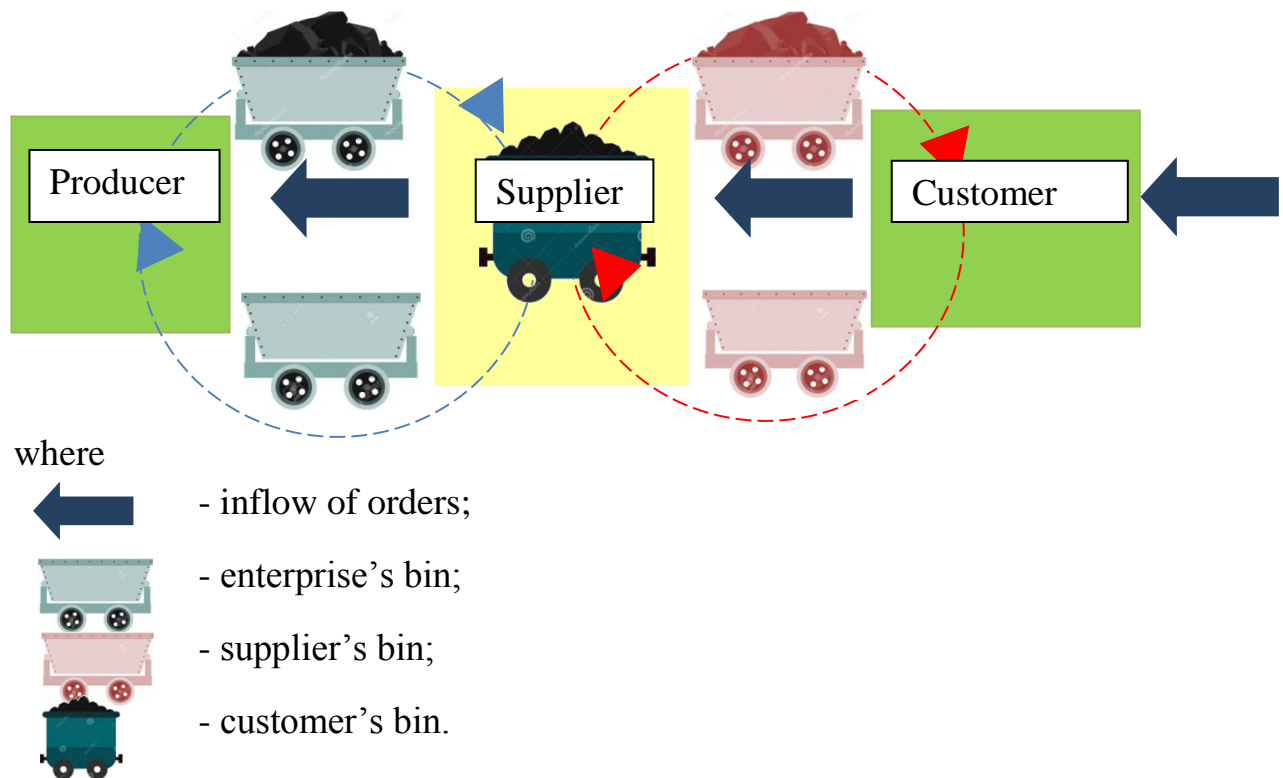 Producer
Supplier
Customer
where
- inflow of orders;
- enterprise’s bin;
- supplier’s bin;
- customer’s bin.